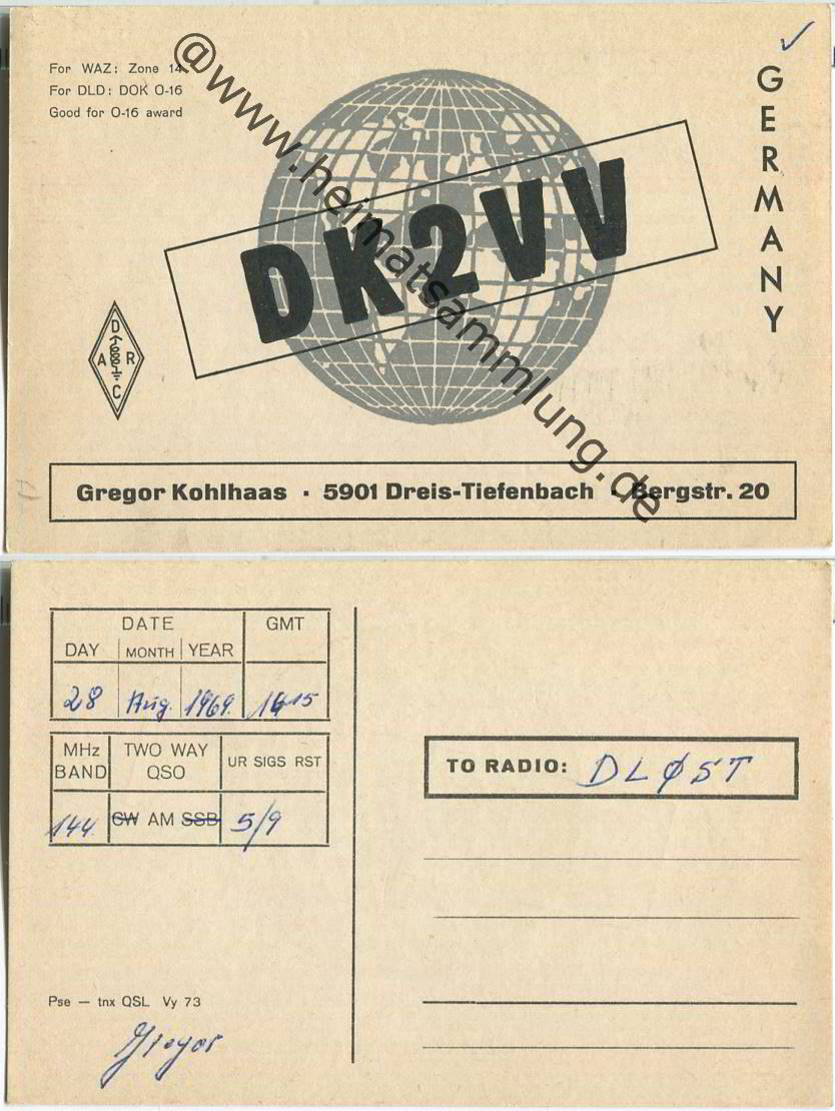 For WAZ: Zone 14
For DLD: DOK O-16
Good for O-16 award
GERMANY
@www.heimatsammlung.de
DK2VV
D
A R
C
Gregor Kohlhaas · 5901 Dreis-Tiefenbach · Bergstr. 20
DATE GMT
DAY MONTH YEAR
28 Aug. 1969. 1615
MHz BAND TWO WAY QSO UR SIGS RST
144 CW AM SSB 5/9
TO RADIO: DLØST
Pse — tnx QSL Vy 73
Gregor